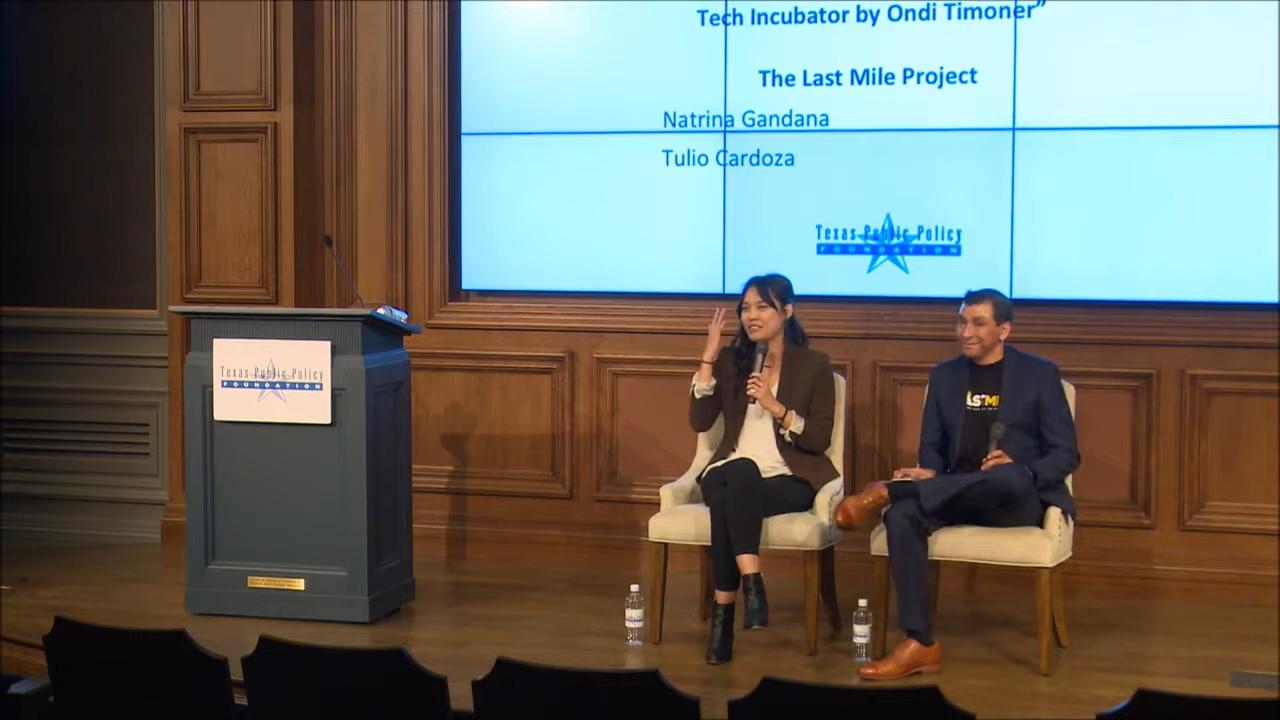 Tech Incubator by Ondi Timoner"
The Last Mile Project
Natrina Gandana
Tulio Cardoza
Texas Public Policy
FOUNDATION
Texas Public Policy
FOUNDATION